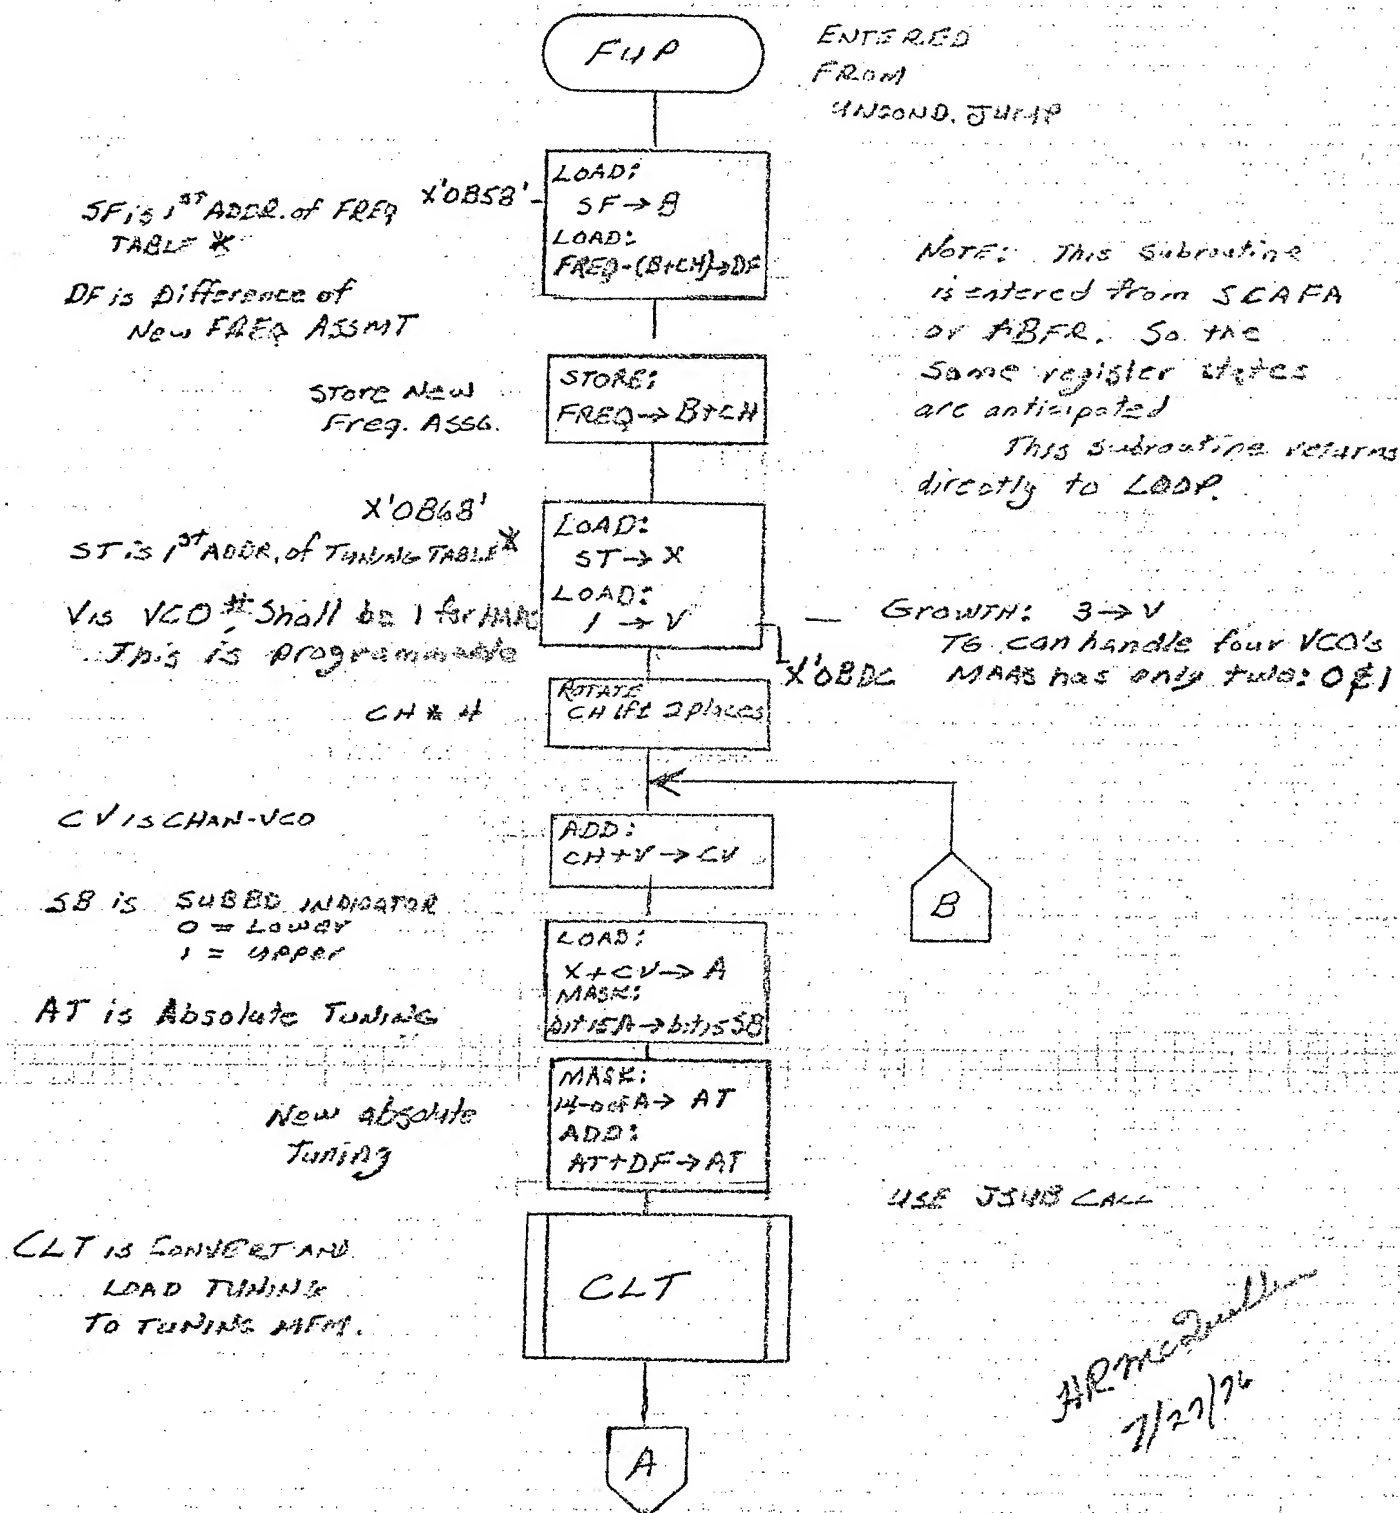 FUP
ENTERED
FROM
UNCOND. JUMP
SF is 1ST ADDR. of FREQ
TABLE *
X'0B58'
DF is Difference of
New FREQ ASSMT
LOAD:
SF → B
LOAD:
FREQ-(B+CH)→DF
NOTE: This Subroutine
is entered from SCAFA
or ABFR. So the
Same register states
are anticipated
This subroutine returns
directly to LOOP.
Store New
Freq. ASSG.
STORE:
FREQ → B+CH
X'0B68'
ST is 1ST ADDR. of TUNING TABLE *
V is VCO #. Shall be 1 for
This is programmable
LOAD:
ST → X
LOAD:
1 → V
X'0BDC
GROWTH: 3 → V
TG can handle four VCO's
MAAS has only two: 0 & 1
CH * 4
ROTATE
CH lft 2 places
CV IS CHAN-VCO
ADD:
CH+V → CV
B
SB is SUBBD INDICATOR
0 = Lower
1 = Upper
AT is Absolute Tuning
LOAD:
X+CV → A
MASK:
bit 15A → bit 15 SB
New absolute
Tuning
MASK:
14-0 of A → AT
ADD:
AT+DF → AT
USE JSUB CALL
CLT IS CONVERT AND
LOAD TUNING
TO TUNING MFM.
CLT
7/27/76
A